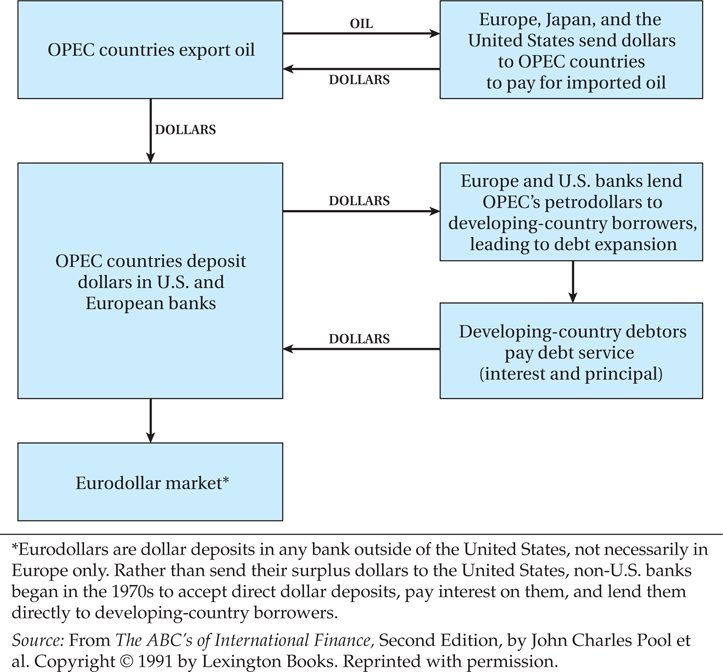 OPEC countries export oil
OIL
DOLLARS
Europe, Japan, and the
United States send dollars
to OPEC countries
to pay for imported oil
DOLLARS
OPEC countries deposit
dollars in U.S. and
European banks
DOLLARS
Europe and U.S. banks lend
OPEC’s petrodollars to
developing-country borrowers,
leading to debt expansion
DOLLARS
Developing-country debtors
pay debt service
(interest and principal)
Eurodollar market*
*Eurodollars are dollar deposits in any bank outside of the United States, not necessarily in
Europe only. Rather than send their surplus dollars to the United States, non-U.S. banks
began in the 1970s to accept direct dollar deposits, pay interest on them, and lend them
directly to developing-country borrowers.
Source: From The ABC’s of International Finance, Second Edition, by John Charles Pool et
al. Copyright © 1991 by Lexington Books. Reprinted with permission.